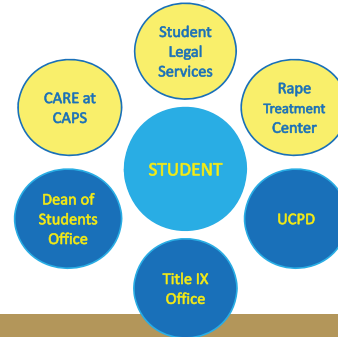 Student
Legal
Services
CARE at
CAPS
Rape
Treatment
Center
STUDENT
Dean of
Students
Office
UCPD
Title IX
Office